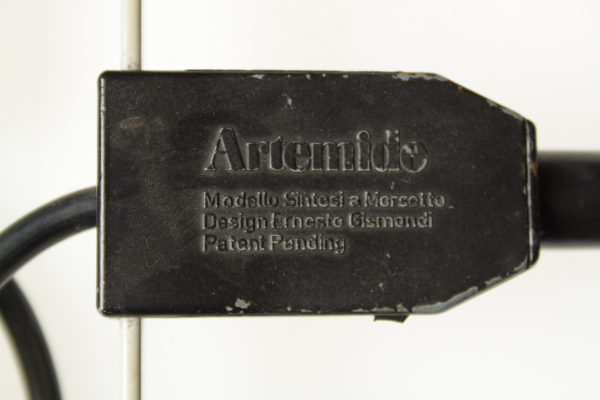 Artemide
Modello Sintesi a Morsetto
Design Ernesto Gismondi
Patent Pending